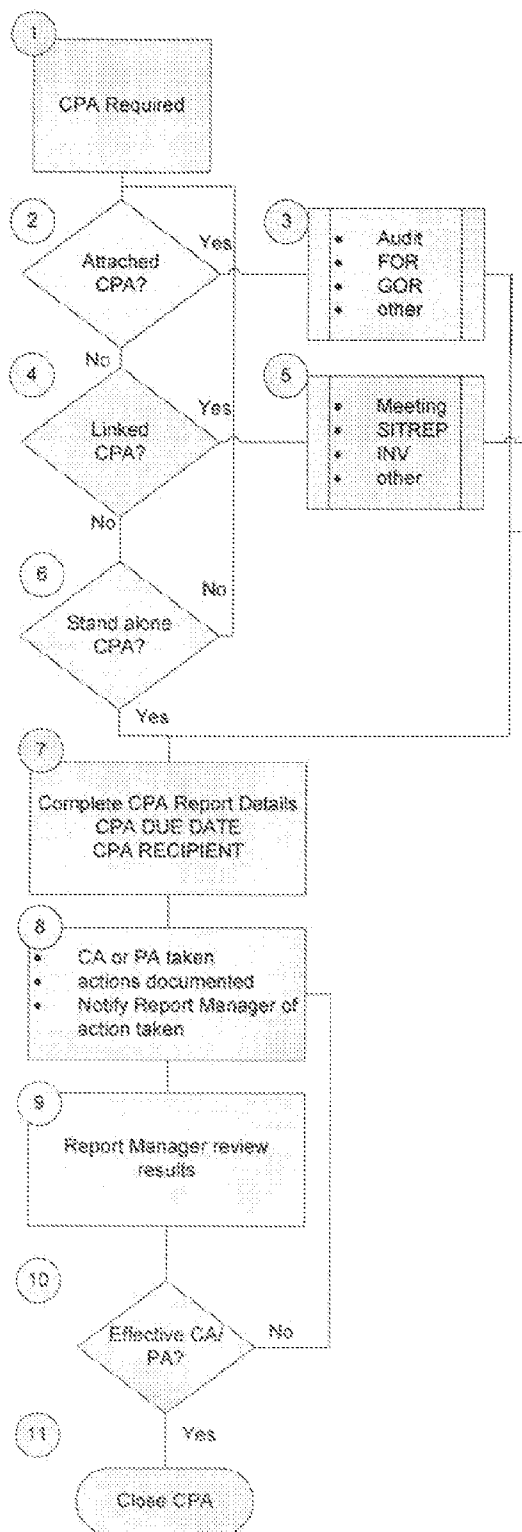 1
CPA Required
2
Attached
CPA?
Yes
No
3
• Audit
• FOR
• GOR
• other
4
Linked
CPA?
Yes
No
5
• Meeting
• SITREP
• INV
• other
6
Stand alone
CPA?
No
Yes
7
Complete CPA Report Details
CPA DUE DATE
CPA RECIPIENT
8
• CA or PA taken
• actions documented
• Notify Report Manager of
action taken
9
Report Manager review
results
10
Effective CA/
PA?
No
Yes
11
Close CPA